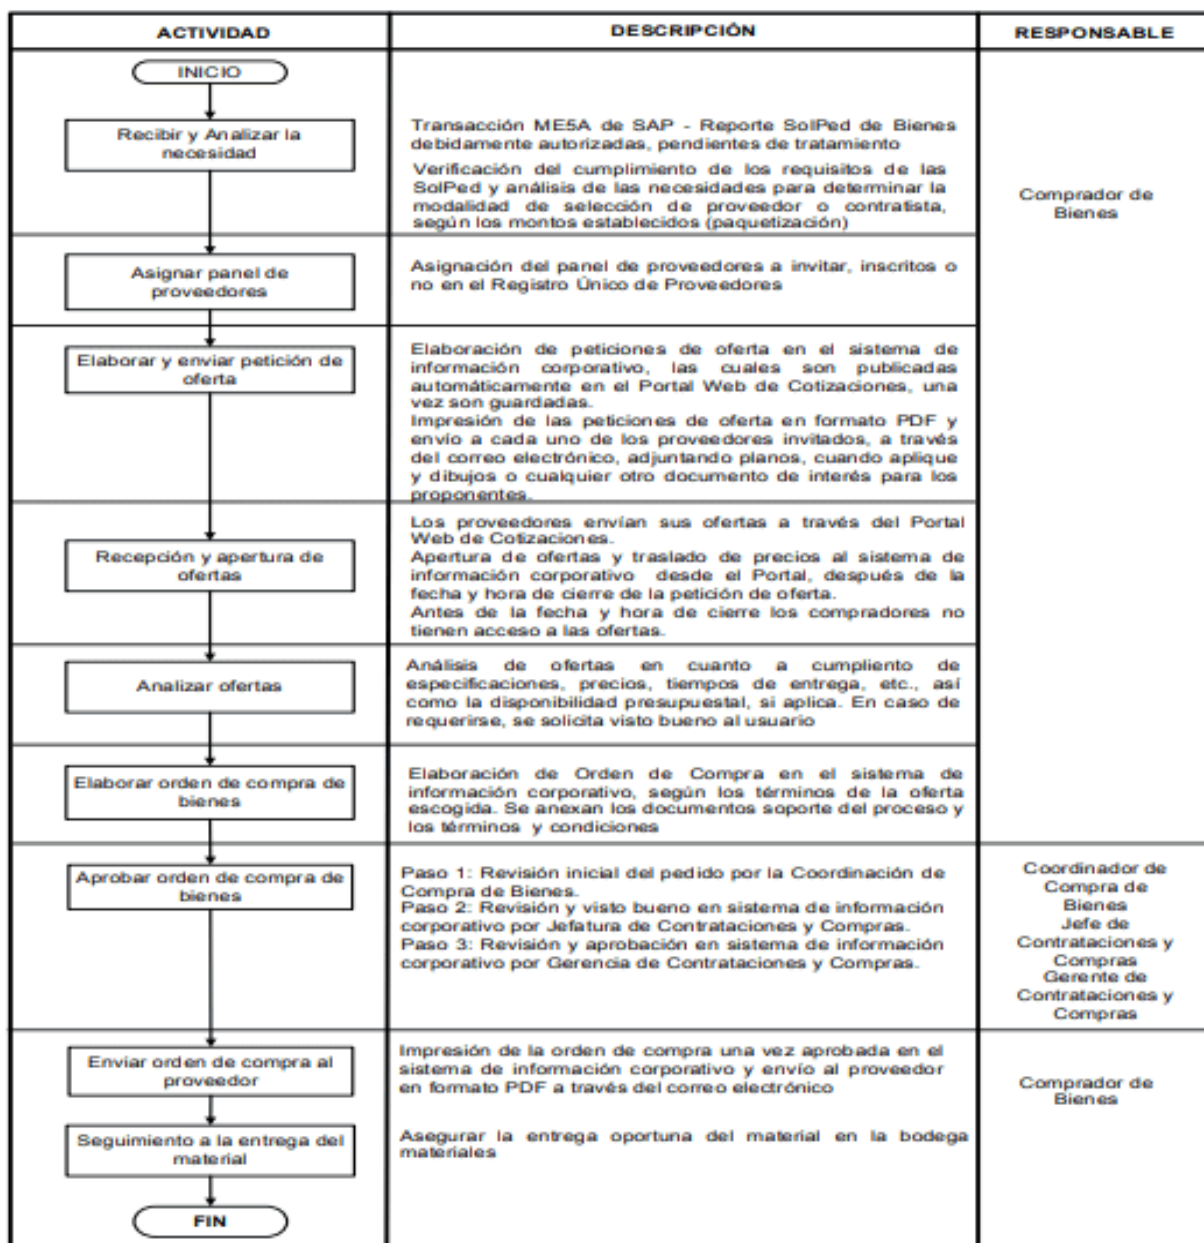 ACTIVIDAD
DESCRIPCIÓN
RESPONSABLE
INICIO
Recibir y Analizar la
necesidad
Transacción ME5A de SAP - Reporte SolPed de Bienes
debidamente autorizadas, pendientes de tratamiento
Verificación del cumplimiento de los requisitos de las
SolPed y análisis de las necesidades para determinar la
modalidad de selección de proveedor o contratista,
según los montos establecidos (paquetización)
Comprador de
Bienes
Asignar panel de
proveedores
Asignación del panel de proveedores a invitar, inscritos o
no en el Registro Único de Proveedores
Elaborar y enviar petición de
oferta
Elaboración de peticiones de oferta en el sistema de
información corporativo, las cuales son publicadas
automáticamente en el Portal Web de Cotizaciones, una
vez son guardadas.
Impresión de las peticiones de oferta en formato PDF y
envío a cada uno de los proveedores invitados, a través
del correo electrónico, adjuntando planos, cuando aplique
y dibujos o cualquier otro documento de interés para los
proponentes.
Recepción y apertura de
ofertas
Los proveedores envían sus ofertas a través del Portal
Web de Cotizaciones.
Apertura de ofertas y traslado de precios al sistema de
información corporativo desde el Portal, después de la
fecha y hora de cierre de la petición de oferta.
Antes de la fecha y hora de cierre los compradores no
tienen acceso a las ofertas.
Analizar ofertas
Análisis de ofertas en cuanto a cumpliento de
especificaciones, precios, tiempos de entrega, etc., así
como la disponibilidad presupuestal, si aplica. En caso de
requerirse, se solicita visto bueno al usuario
Elaborar orden de compra de
bienes
Elaboración de Orden de Compra en el sistema de
información corporativo, según los términos de la oferta
escogida. Se anexan los documentos soporte del proceso y
los términos y condiciones
Aprobar orden de compra de
bienes
Paso 1: Revisión inicial del pedido por la Coordinación de
Compra de Bienes.
Paso 2: Revisión y visto bueno en sistema de información
corporativo por Jefatura de Contrataciones y Compras.
Paso 3: Revisión y aprobación en sistema de información
corporativo por Gerencia de Contrataciones y Compras.
Coordinador de
Compra de
Bienes
Jefe de
Contrataciones y
Compras
Gerente de
Contrataciones y
Compras
Enviar orden de compra al
proveedor
Impresión de la orden de compra una vez aprobada en el
sistema de información corporativo y envío al proveedor
en formato PDF a través del correo electrónico
Comprador de
Bienes
Seguimiento a la entrega del
material
Asegurar la entrega oportuna del material en la bodega
materiales
FIN